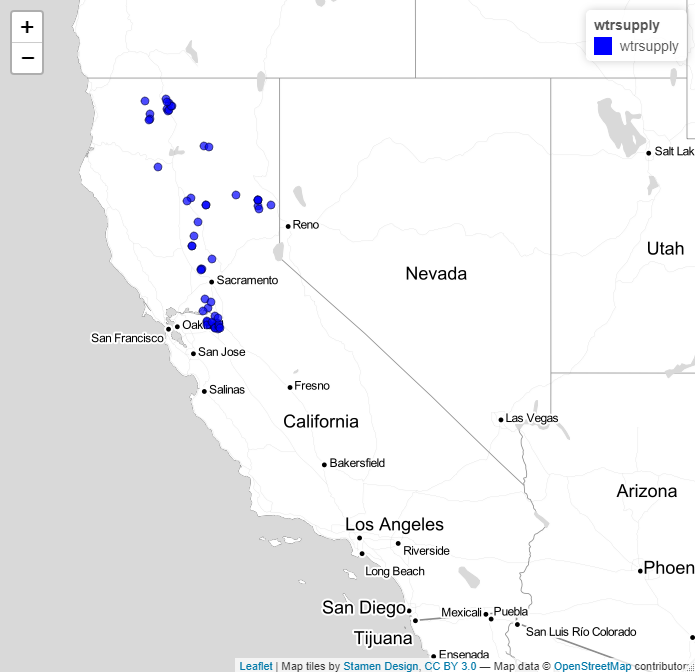 +
−
wtrsupply
wtrsupply
Salt Lak
Reno
Utah
Nevada
Sacramento
Oak
San Francisco
San Jose
Salinas
Fresno
California
Las Vegas
Bakersfield
Arizona
Los Angeles
Riverside
Long Beach
Phoen
San Diego
Mexicali
Puebla
San Luis Río Colorado
Tijuana
Ensenada
Leaflet | Map tiles by Stamen Design, CC BY 3.0 — Map data © OpenStreetMap contributor